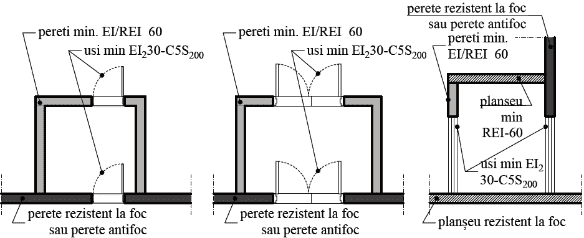 pereti min. EI/REI 60
usi min EI₂30-C5S₂₀₀
perete rezistent la foc
sau perete antifoc
pereti min. EI/REI 60
usi min EI₂30-C5S₂₀₀
perete rezistent la foc
sau perete antifoc
perete rezistent la foc
sau perete antifoc
pereti min.
EI/REI 60
planseu
min
REI-60
usi min EI₂
30-C5S₂₀₀
planșeu rezistent la foc